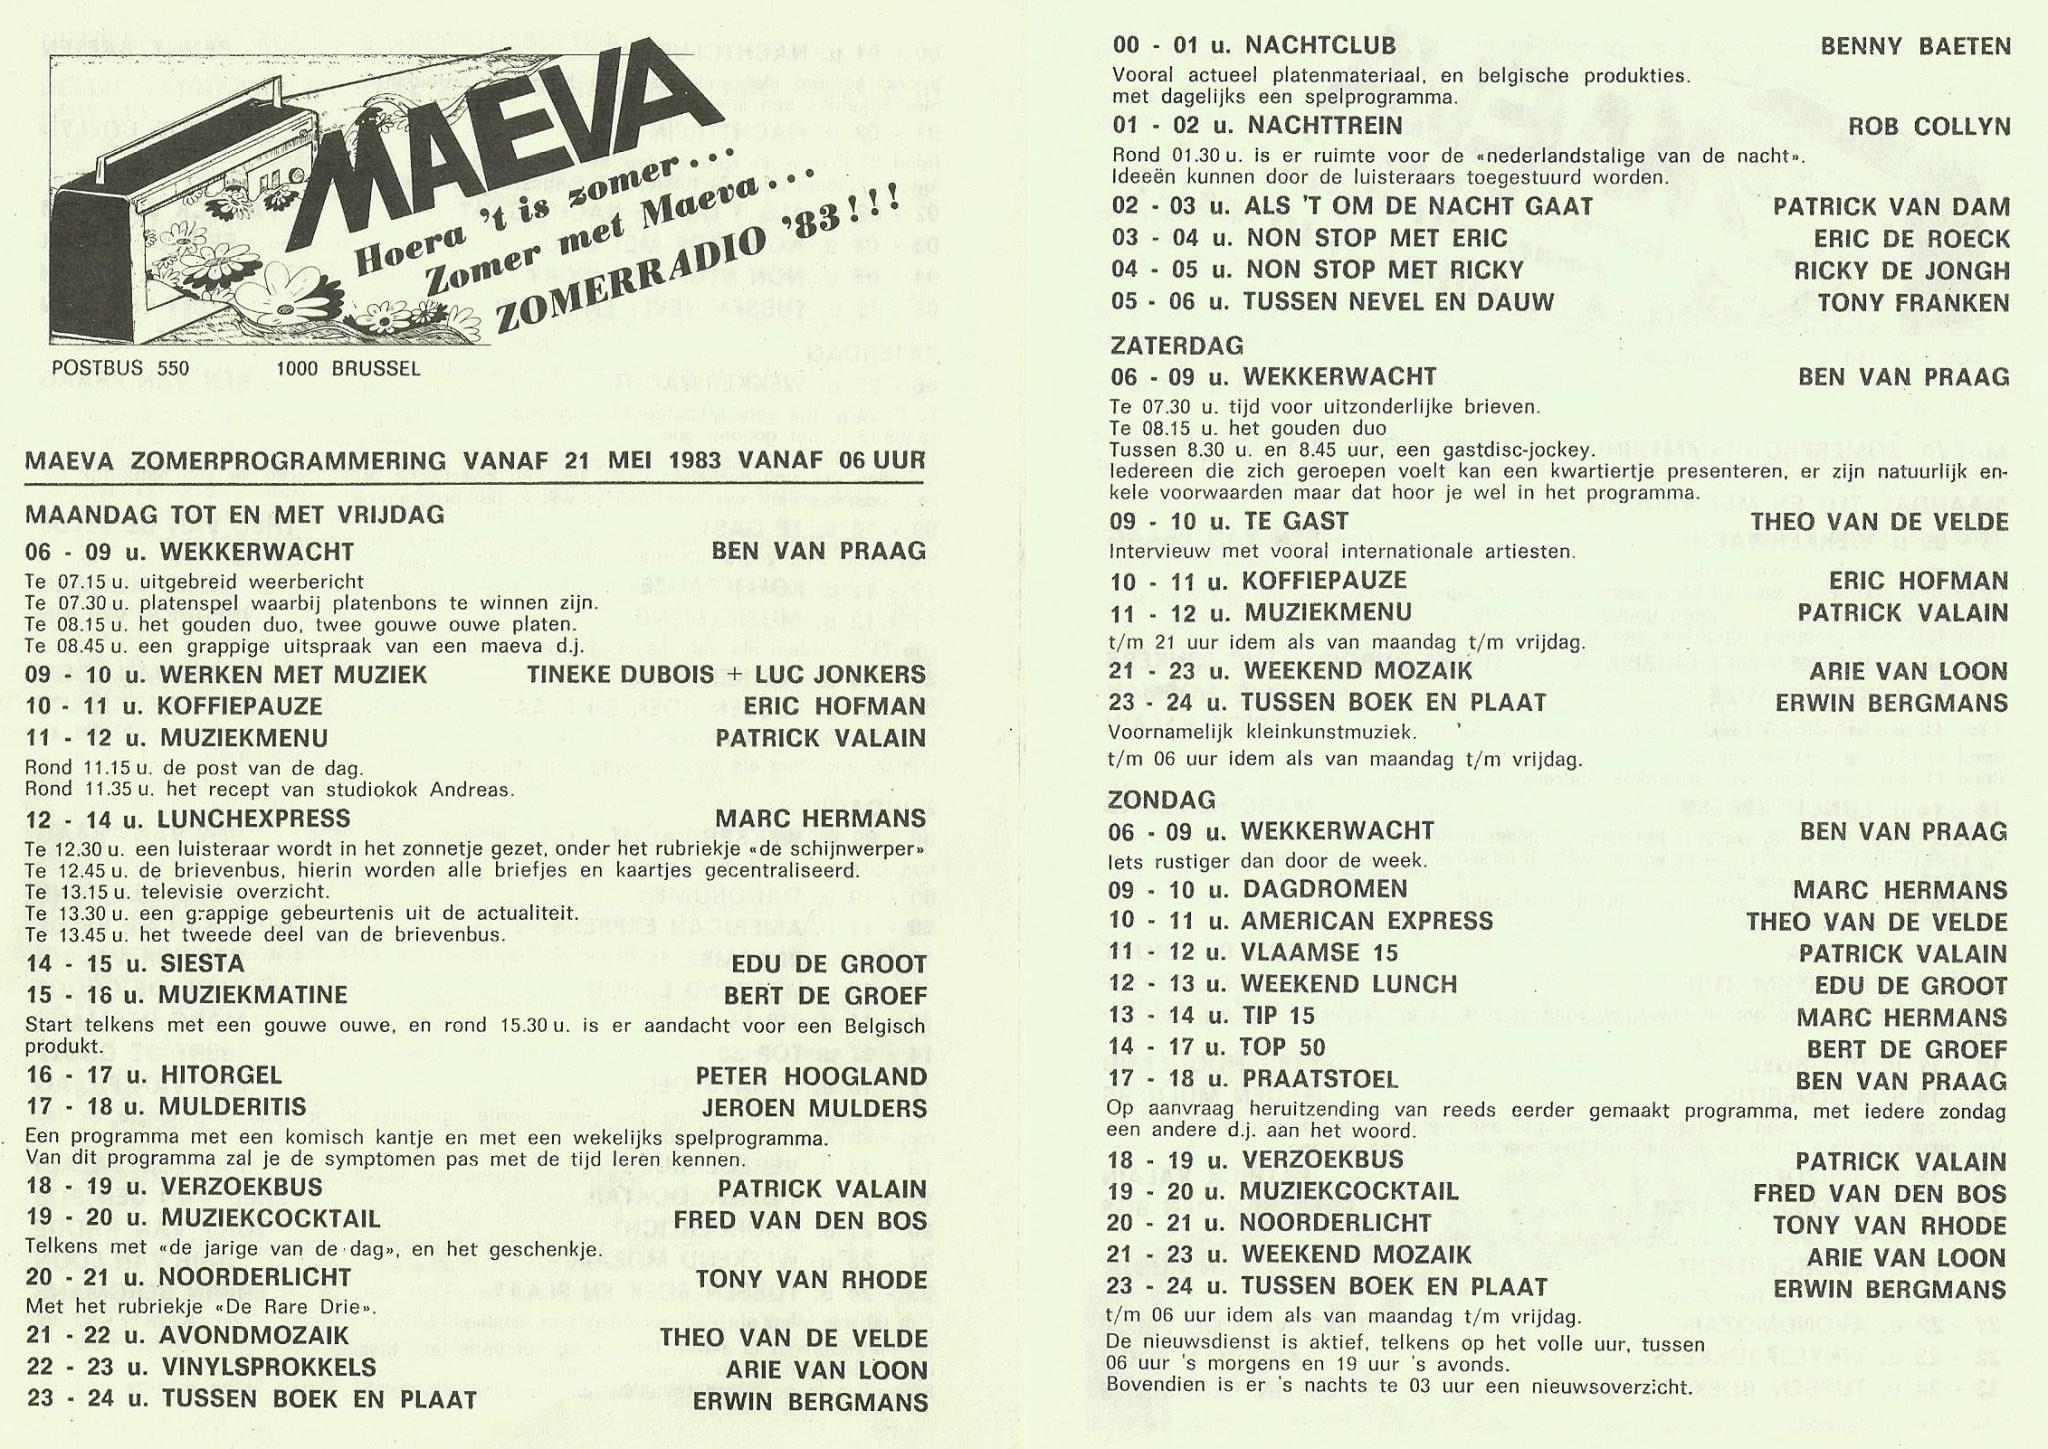 MAEVA
Hoera 't is zomer...
Zomer met Maeva...
ZOMERRADIO '83!!!
POSTBUS 550 1000 BRUSSEL
MAEVA ZOMERPROGRAMMERING VANAF 21 MEI 1983 VANAF 06 UUR
MAANDAG TOT EN MET VRIJDAG
06 - 09 u. WEKKERWACHT BEN VAN PRAAG
Te 07.15 u. uitgebreid weerbericht
Te 07.30 u. platenspel waarbij platenbons te winnen zijn.
Te 08.15 u. het gouden duo, twee gouwe ouwe platen.
Te 08.45 u. een grappige uitspraak van een maeva d.j.
09 - 10 u. WERKEN MET MUZIEK TINEKE DUBOIS + LUC JONKERS
10 - 11 u. KOFFIEPAUZE ERIC HOFMAN
11 - 12 u. MUZIEKMENU PATRICK VALAIN
Rond 11.15 u. de post van de dag.
Rond 11.35 u. het recept van studiokok Andreas.
12 - 14 u. LUNCHEXPRESS MARC HERMANS
Te 12.30 u. een luisteraar wordt in het zonnetje gezet, onder het rubriekje «de schijnwerper»
Te 12.45 u. de brievenbus, hierin worden alle briefjes en kaartjes gecentraliseerd.
Te 13.15 u. televisie overzicht.
Te 13.30 u. een grappige gebeurtenis uit de actualiteit.
Te 13.45 u. het tweede deel van de brievenbus.
14 - 15 u. SIESTA EDU DE GROOT
15 - 16 u. MUZIEKMATINE BERT DE GROEF
Start telkens met een gouwe ouwe, en rond 15.30 u. is er aandacht voor een Belgisch
produkt.
16 - 17 u. HITORGEL PETER HOOGLAND
17 - 18 u. MULDERITIS JEROEN MULDERS
Een programma met een komisch kantje en met een wekelijks spelprogramma.
Van dit programma zal je de symptomen pas met de tijd leren kennen.
18 - 19 u. VERZOEKBUS PATRICK VALAIN
19 - 20 u. MUZIEKCOCKTAIL FRED VAN DEN BOS
Telkens met «de jarige van de dag», en het geschenkje.
20 - 21 u. NOORDERLICHT TONY VAN RHODE
Met het rubriekje «De Rare Drie».
21 - 22 u. AVONDMOZAIK THEO VAN DE VELDE
22 - 23 u. VINYLSPROKKELS ARIE VAN LOON
23 - 24 u. TUSSEN BOEK EN PLAAT ERWIN BERGMANS
00 - 01 u. NACHTCLUB BENNY BAETEN
Vooral actueel platenmateriaal, en belgische produkties.
met dagelijks een spelprogramma.
01 - 02 u. NACHTTREIN ROB COLLYN
Rond 01.30 u. is er ruimte voor de «nederlandstalige van de nacht».
Ideeën kunnen door de luisteraars toegestuurd worden.
02 - 03 u. ALS 'T OM DE NACHT GAAT PATRICK VAN DAM
03 - 04 u. NON STOP MET ERIC ERIC DE ROECK
04 - 05 u. NON STOP MET RICKY RICKY DE JONGH
05 - 06 u. TUSSEN NEVEL EN DAUW TONY FRANKEN
ZATERDAG
06 - 09 u. WEKKERWACHT BEN VAN PRAAG
Te 07.30 u. tijd voor uitzonderlijke brieven.
Te 08.15 u. het gouden duo
Tussen 8.30 u. en 8.45 uur, een gastdisc-jockey.
Iedereen die zich geroepen voelt kan een kwartiertje presenteren, er zijn natuurlijk en-
kele voorwaarden maar dat hoor je wel in het programma.
09 - 10 u. TE GAST THEO VAN DE VELDE
Intervieuw met vooral internationale artiesten.
10 - 11 u. KOFFIEPAUZE ERIC HOFMAN
11 - 12 u. MUZIEKMENU PATRICK VALAIN
t/m 21 uur idem als van maandag t/m vrijdag.
21 - 23 u. WEEKEND MOZAIK ARIE VAN LOON
23 - 24 u. TUSSEN BOEK EN PLAAT ERWIN BERGMANS
Voornamelijk kleinkunstmuziek.
t/m 06 uur idem als van maandag t/m vrijdag.
ZONDAG
06 - 09 u. WEKKERWACHT BEN VAN PRAAG
Iets rustiger dan door de week.
09 - 10 u. DAGDROMEN MARC HERMANS
10 - 11 u. AMERICAN EXPRESS THEO VAN DE VELDE
11 - 12 u. VLAAMSE 15 PATRICK VALAIN
12 - 13 u. WEEKEND LUNCH EDU DE GROOT
13 - 14 u. TIP 15 MARC HERMANS
14 - 17 u. TOP 50 BERT DE GROEF
17 - 18 u. PRAATSTOEL BEN VAN PRAAG
Op aanvraag heruitzending van reeds eerder gemaakt programma, met iedere zondag
een andere d.j. aan het woord.
18 - 19 u. VERZOEKBUS PATRICK VALAIN
19 - 20 u. MUZIEKCOCKTAIL FRED VAN DEN BOS
20 - 21 u. NOORDERLICHT TONY VAN RHODE
21 - 23 u. WEEKEND MOZAIK ARIE VAN LOON
23 - 24 u. TUSSEN BOEK EN PLAAT ERWIN BERGMANS
t/m 06 uur idem als van maandag t/m vrijdag.
De nieuwsdienst is aktief, telkens op het volle uur, tussen
06 uur 's morgens en 19 uur 's avonds.
Bovendien is er 's nachts te 03 uur een nieuwsoverzicht.